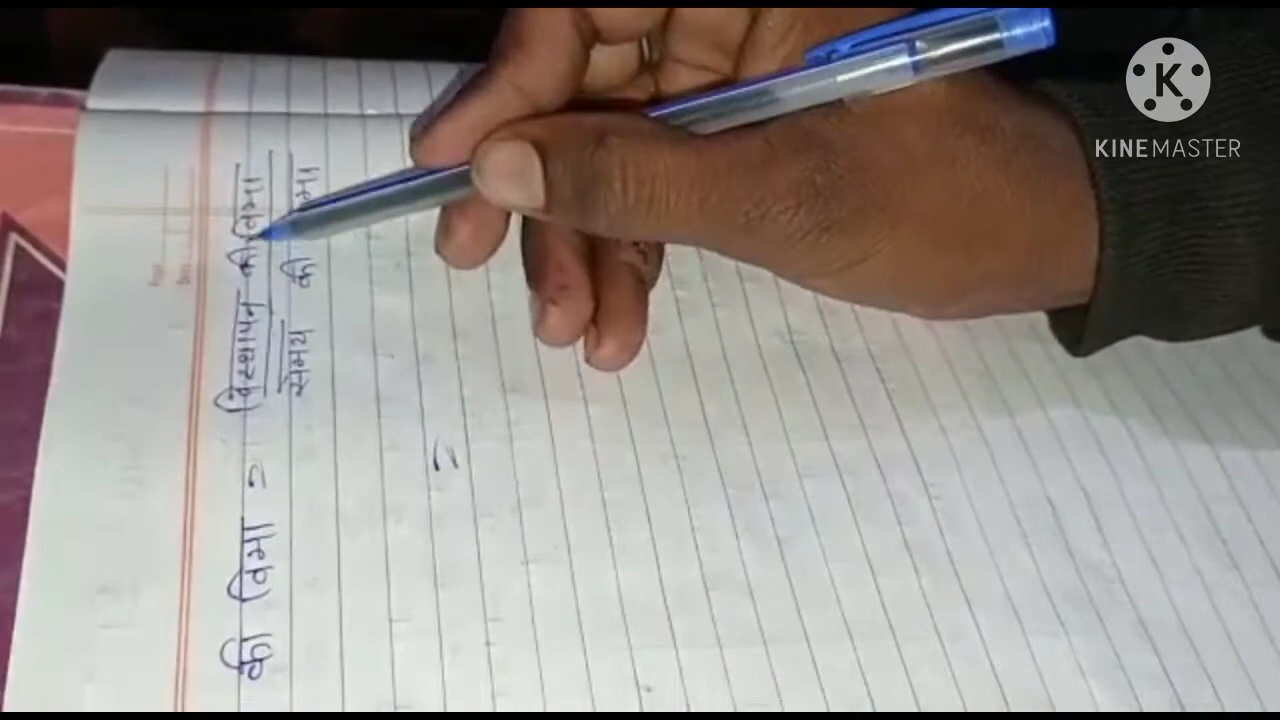 की विमा = विस्थापन की विमा
समय की
=
KINEMASTER